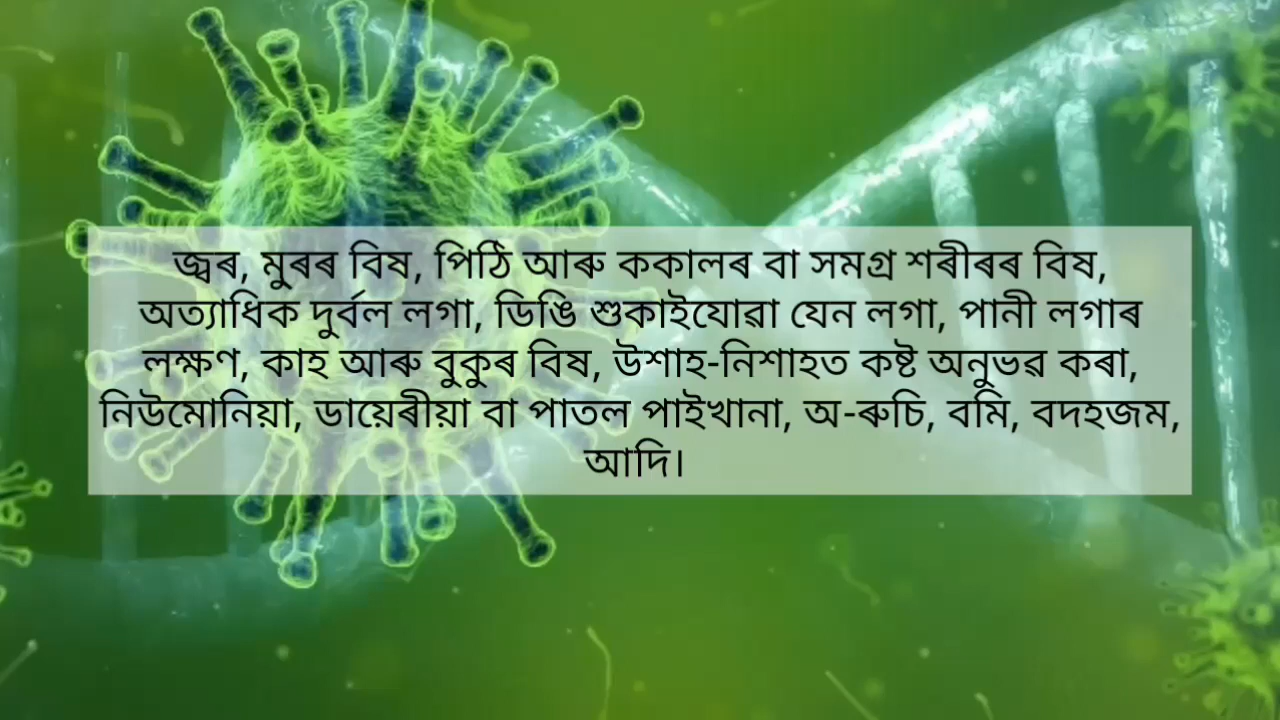 জ্বৰ, মুৰৰ বিষ, পিঠি আৰু ককালৰ বা সমগ্ৰ শৰীৰৰ বিষ,
অত্যাধিক দুৰ্বল লগা, ডিঙি শুকাইযোৱা যেন লগা, পানী লগাৰ
লক্ষণ, কাহ আৰু বুকুৰ বিষ, উশাহ-নিশাহত কষ্ট অনুভৱ কৰা,
নিউমোনিয়া, ডায়েৰীয়া বা পাতল পাইখানা, অ-ৰুচি, বমি, বদহজম,
আদি।